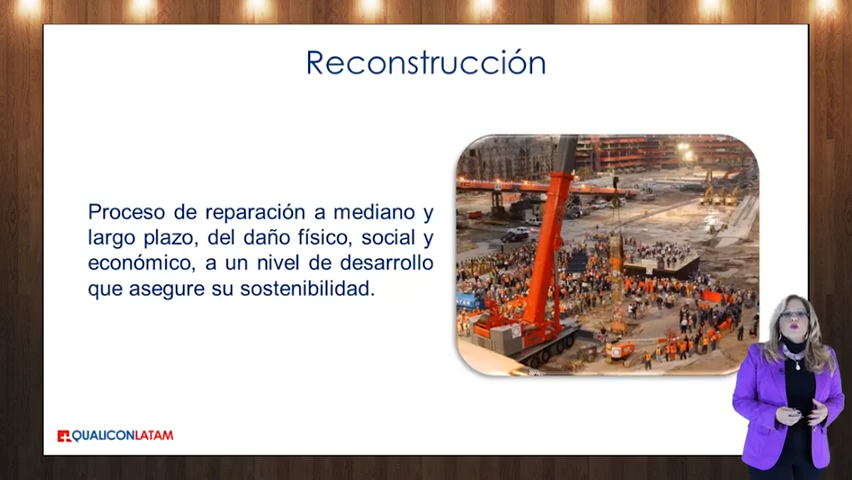 Reconstrucción
Proceso de reparación a mediano y
largo plazo, del daño físico, social y
económico, a un nivel de desarrollo
que asegure su sostenibilidad.
QUALICONLATAM